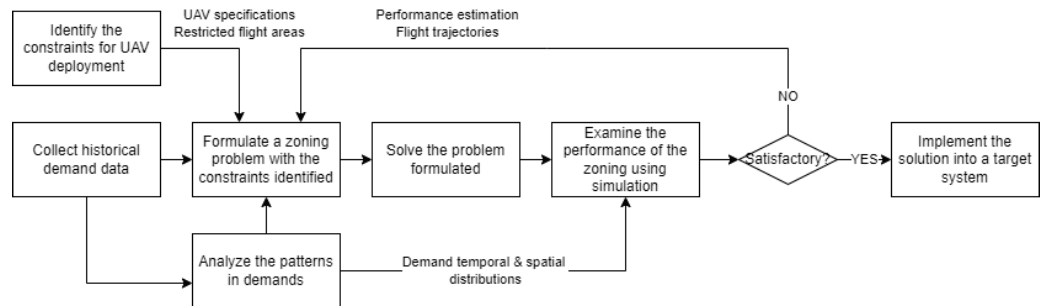 Identify the
constraints for UAV
deployment
UAV specifications
Restricted flight areas
Performance estimation
Flight trajectories
NO
Collect historical
demand data
Formulate a zoning
problem with the
constraints identified
Solve the problem
formulated
Examine the
performance of the
zoning using
simulation
Satisfactory?
YES
Implement the
solution into a target
system
Analyze the patterns
in demands
Demand temporal & spatial
distributions